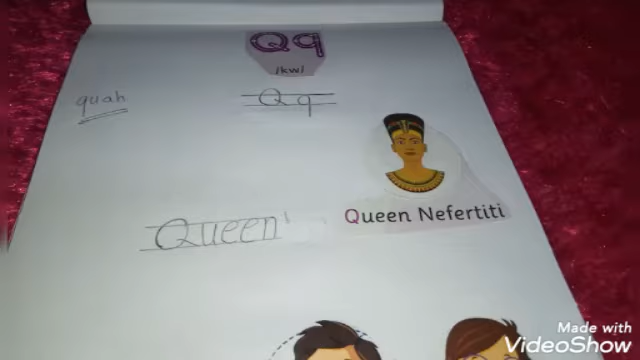 Qq
/kw/
quah
Qq
Queen Nefertiti
Queen
Made with
VideoShow